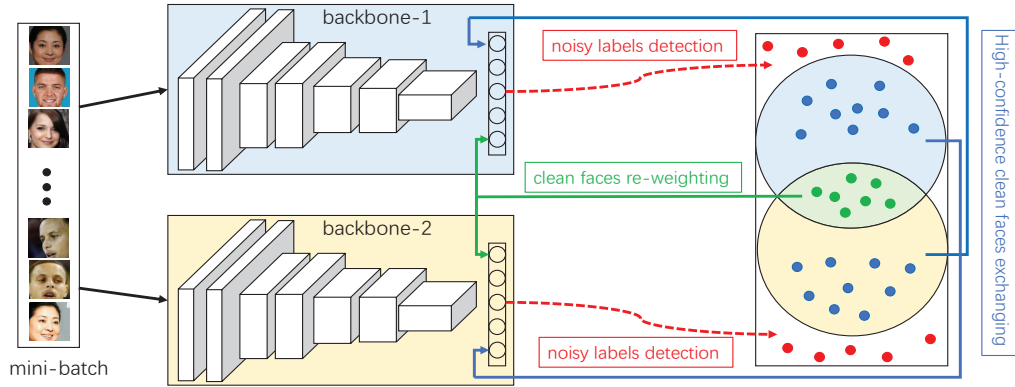 backbone-1
noisy labels detection
High-confidence clean faces exchanging
clean faces re-weighting
backbone-2
noisy labels detection
mini-batch